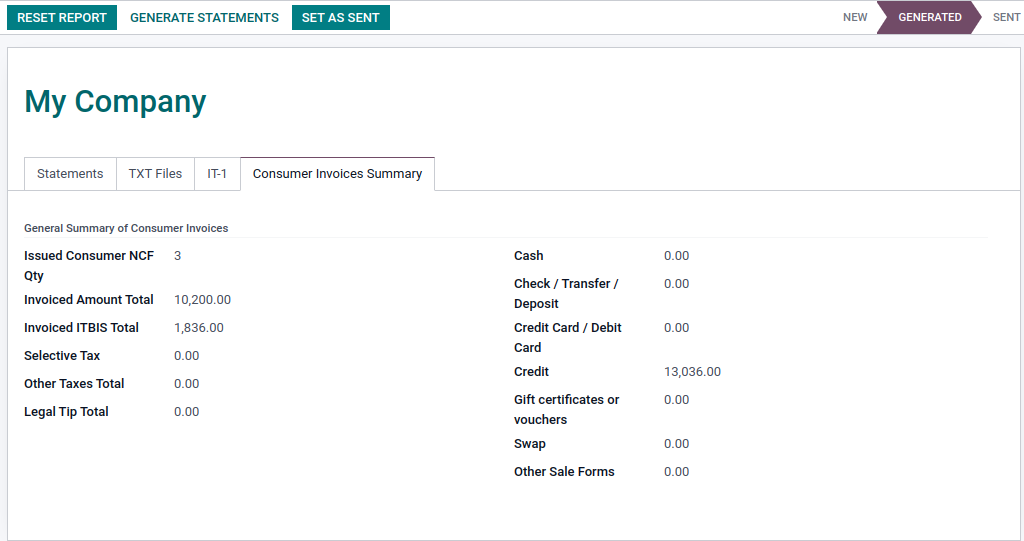 RESET REPORT GENERATE STATEMENTS SET AS SENT NEW GENERATED SENT
My Company
Statements TXT Files IT-1 Consumer Invoices Summary
General Summary of Consumer Invoices
Issued Consumer NCF Qty 3
Invoiced Amount Total 10,200.00
Invoiced ITBIS Total 1,836.00
Selective Tax 0.00
Other Taxes Total 0.00
Legal Tip Total 0.00
Cash 0.00
Check / Transfer / Deposit 0.00
Credit Card / Debit Card 0.00
Credit 13,036.00
Gift certificates or vouchers 0.00
Swap 0.00
Other Sale Forms 0.00